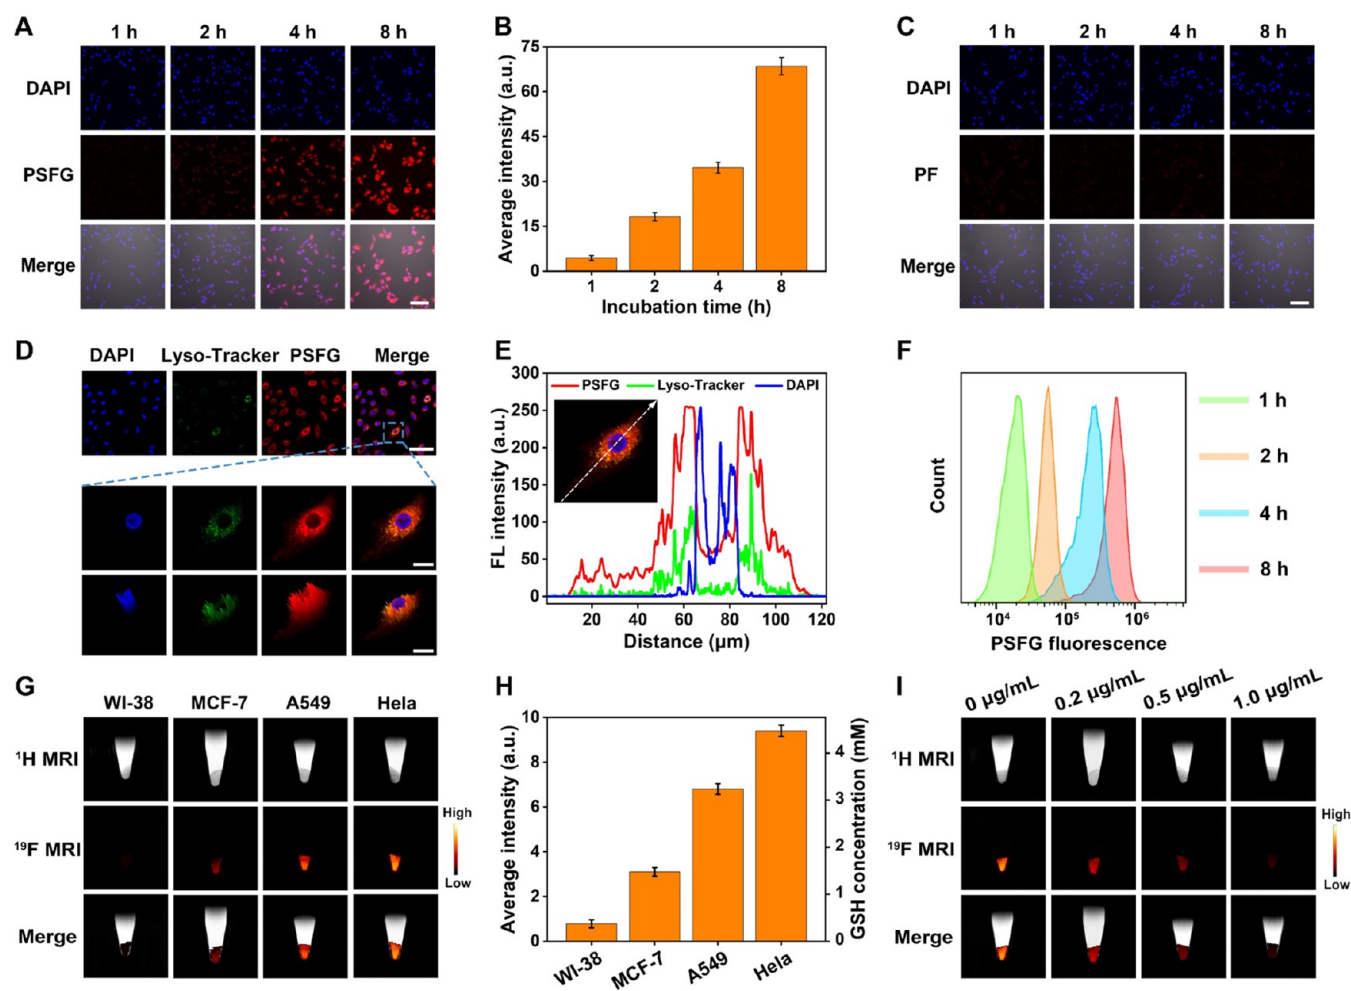 A
1 h 2 h 4 h 8 h
DAPI
PSFG
Merge
B
75
60
45
30
15
0
Average intensity (a.u.)
1 2 4 8
Incubation time (h)
C
1 h 2 h 4 h 8 h
DAPI
PF
Merge
D
DAPI Lyso-Tracker PSFG Merge
E
300
250
200
150
100
50
0
FL intensity (a.u.)
PSFG Lyso-Tracker DAPI
20 40 60 80 100 120
Distance (μm)
F
Count
10⁴ 10⁵ 10⁶
PSFG fluorescence
1 h
2 h
4 h
8 h
G
WI-38 MCF-7 A549 Hela
¹H MRI
¹⁹F MRI
Merge
High
Low
H
10
8
6
4
2
0
Average intensity (a.u.)
4
3
2
1
0
GSH concentration (mM)
WI-38 MCF-7 A549 Hela
I
0 μg/mL 0.2 μg/mL 0.5 μg/mL 1.0 μg/mL
¹H MRI
¹⁹F MRI
Merge
High
Low